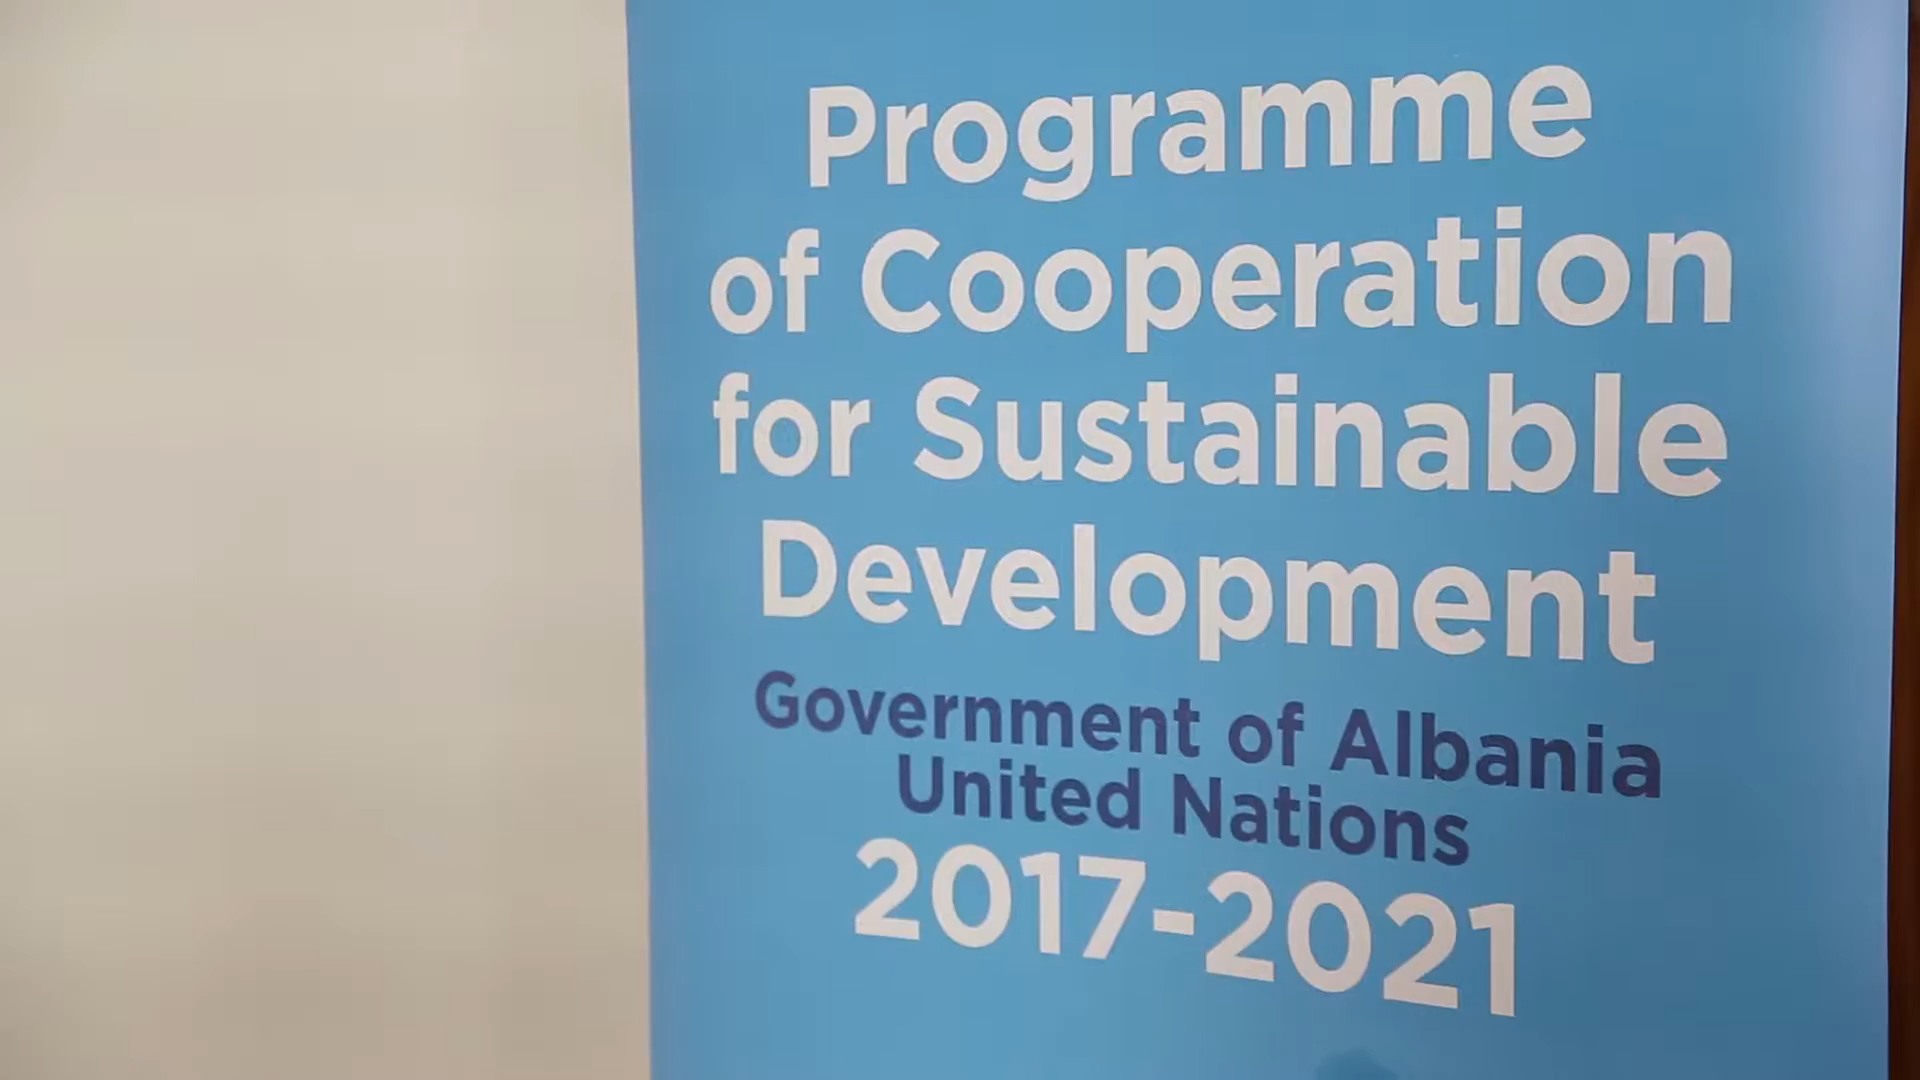 Programme
of Cooperation
for Sustainable
Development
Government of Albania
United Nations
2017-2021